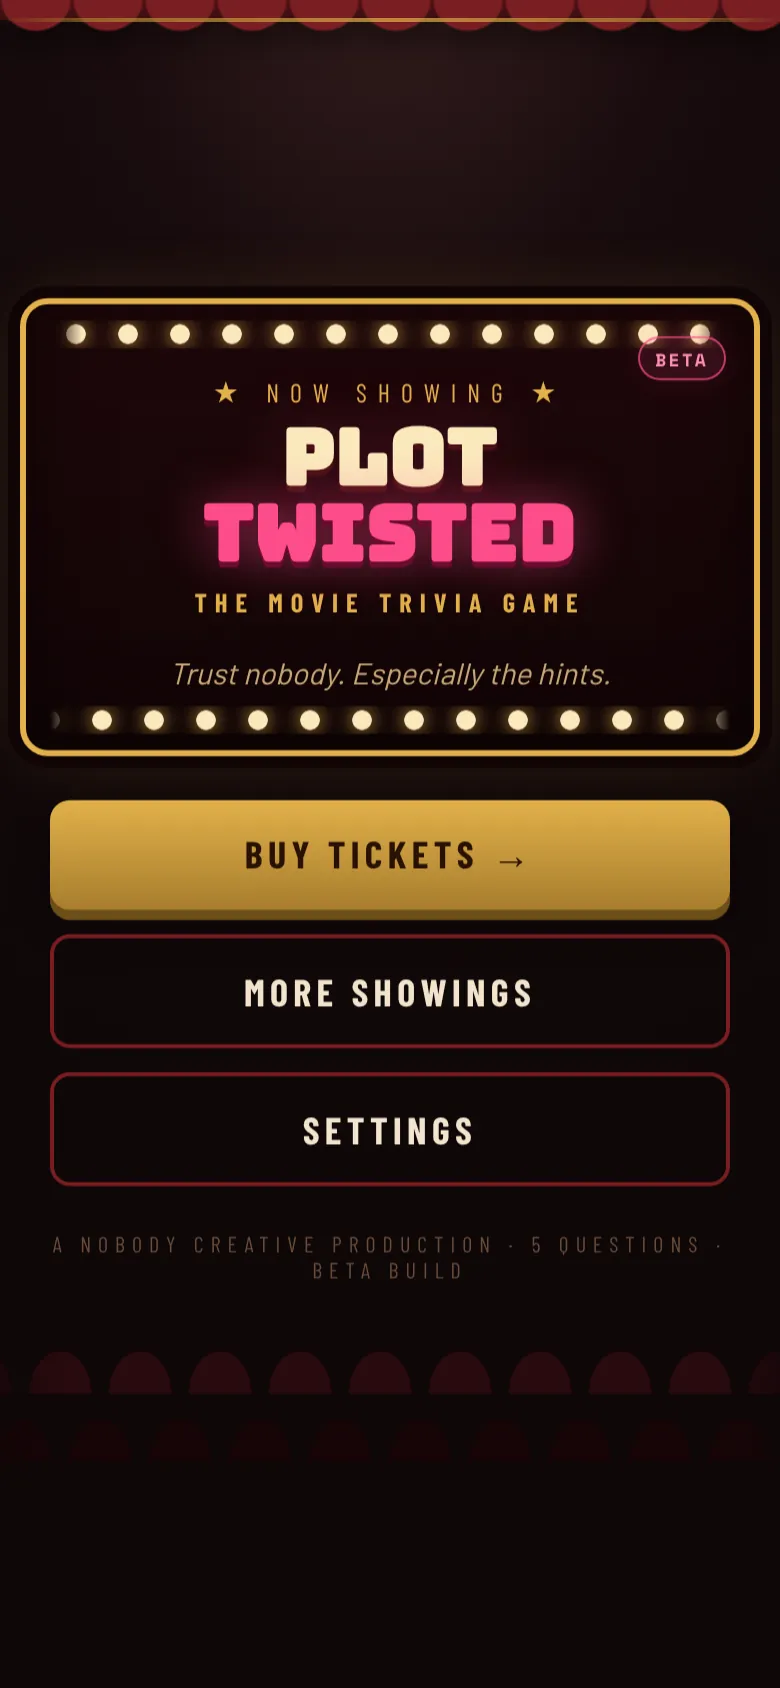 BETA
★ NOW SHOWING ★
PLOT
TWISTED
THE MOVIE TRIVIA GAME
Trust nobody. Especially the hints.
BUY TICKETS →
MORE SHOWINGS
SETTINGS
A NOBODY CREATIVE PRODUCTION · 5 QUESTIONS ·
BETA BUILD